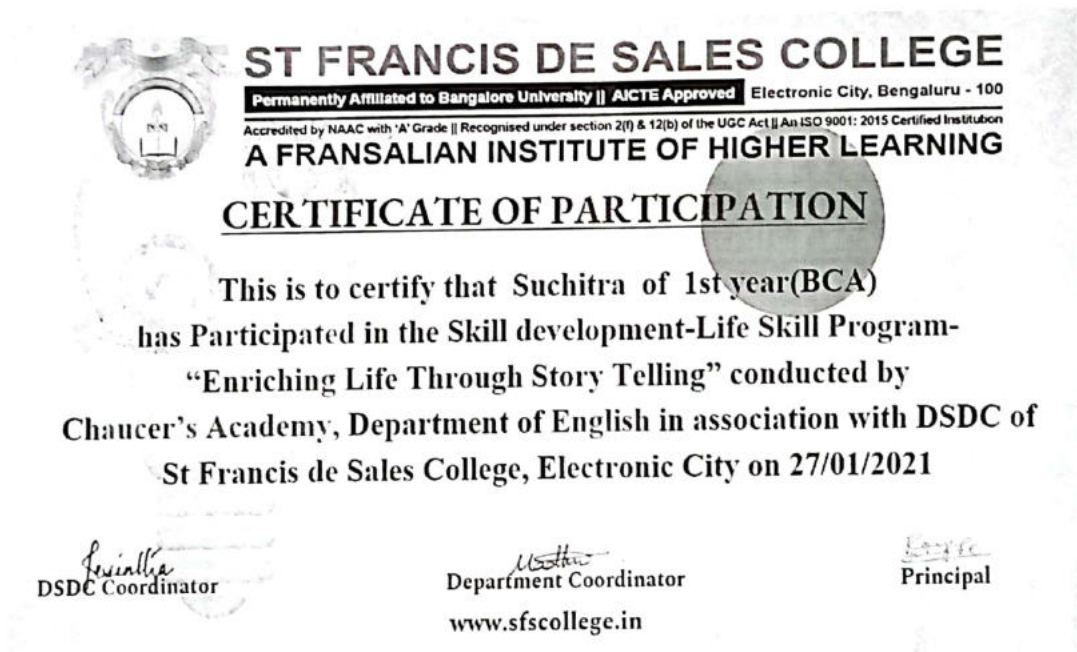 ST FRANCIS DE SALES COLLEGE
Permanently Affiliated to Bangalore University || AICTE Approved Electronic City, Bengaluru - 100
Accredited by NAAC with 'A' Grade || Recognised under section 2(f) & 12(b) of the UGC Act || An ISO 9001: 2015 Certified Institution
A FRANSALIAN INSTITUTE OF HIGHER LEARNING
CERTIFICATE OF PARTICIPATION
This is to certify that Suchitra of 1st year(BCA)
has Participated in the Skill development-Life Skill Program-
“Enriching Life Through Story Telling” conducted by
Chaucer's Academy, Department of English in association with DSDC of
St Francis de Sales College, Electronic City on 27/01/2021
DSDC Coordinator
Department Coordinator
Principal
www.sfscollege.in